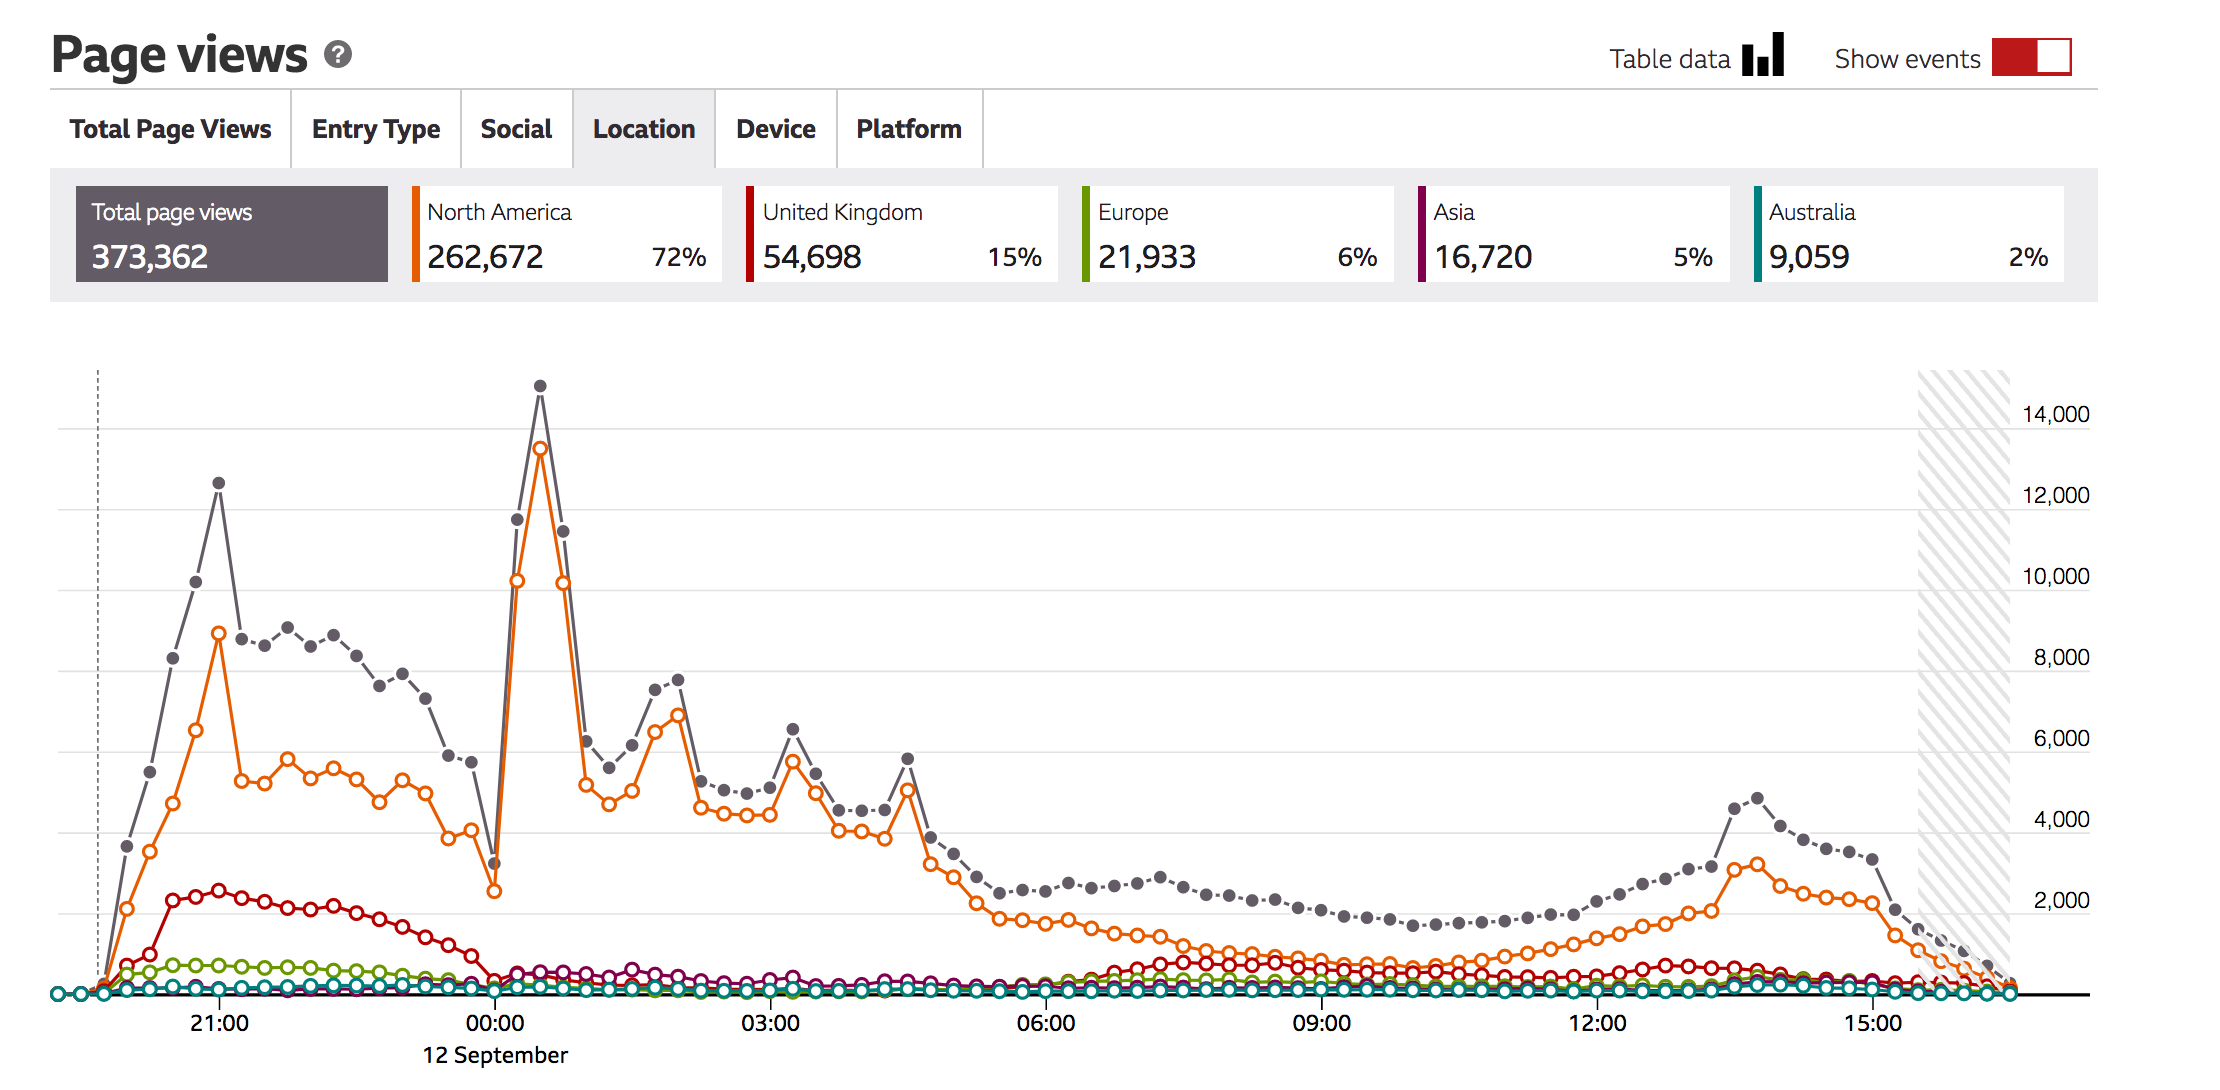 Page views ?
Table data
Show events
Total Page Views
Entry Type
Social
Location
Device
Platform
Total page views
373,362
North America
262,672 72%
United Kingdom
54,698 15%
Europe
21,933 6%
Asia
16,720 5%
Australia
9,059 2%
14,000
12,000
10,000
8,000
6,000
4,000
2,000
21:00 00:00 03:00 06:00 09:00 12:00 15:00
12 September